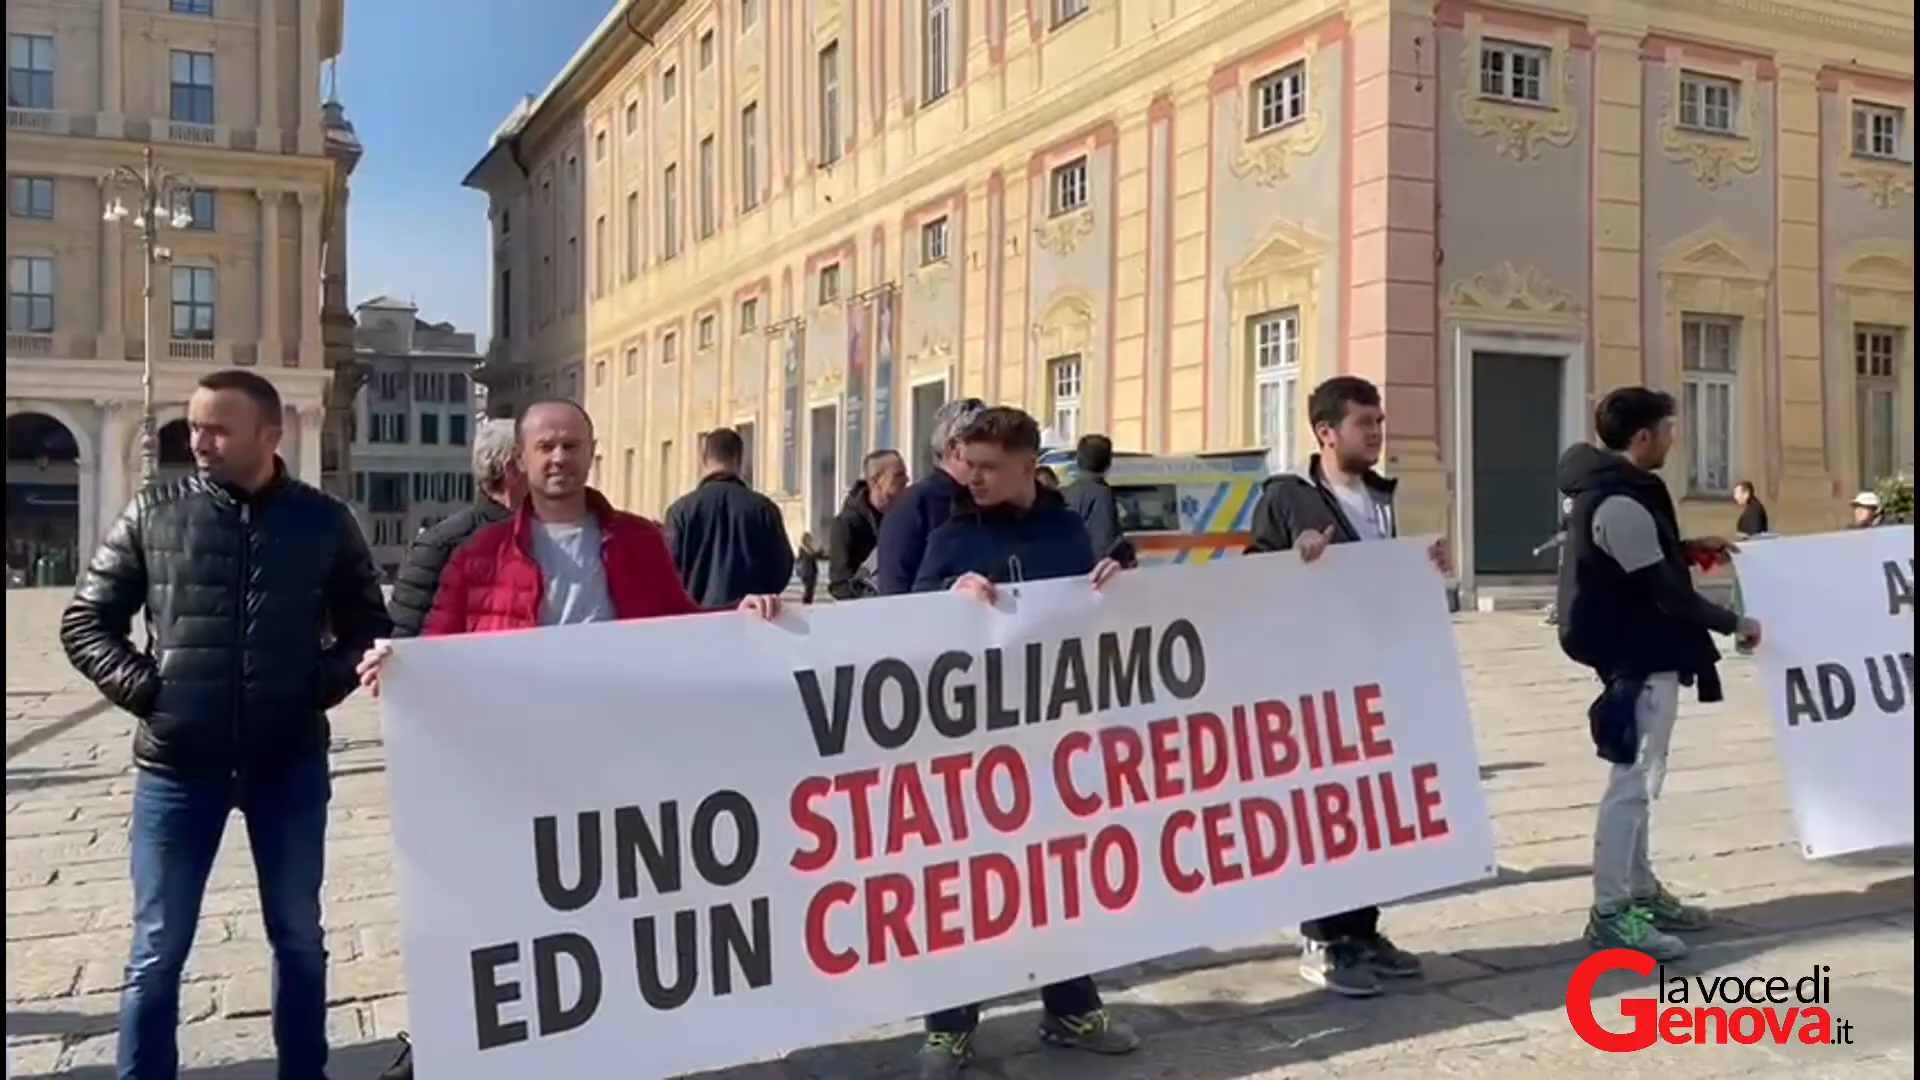 VOGLIAMO
UNO STATO CREDIBILE
ED UN CREDITO CEDIBILE
AD
la voce di
Genova.it